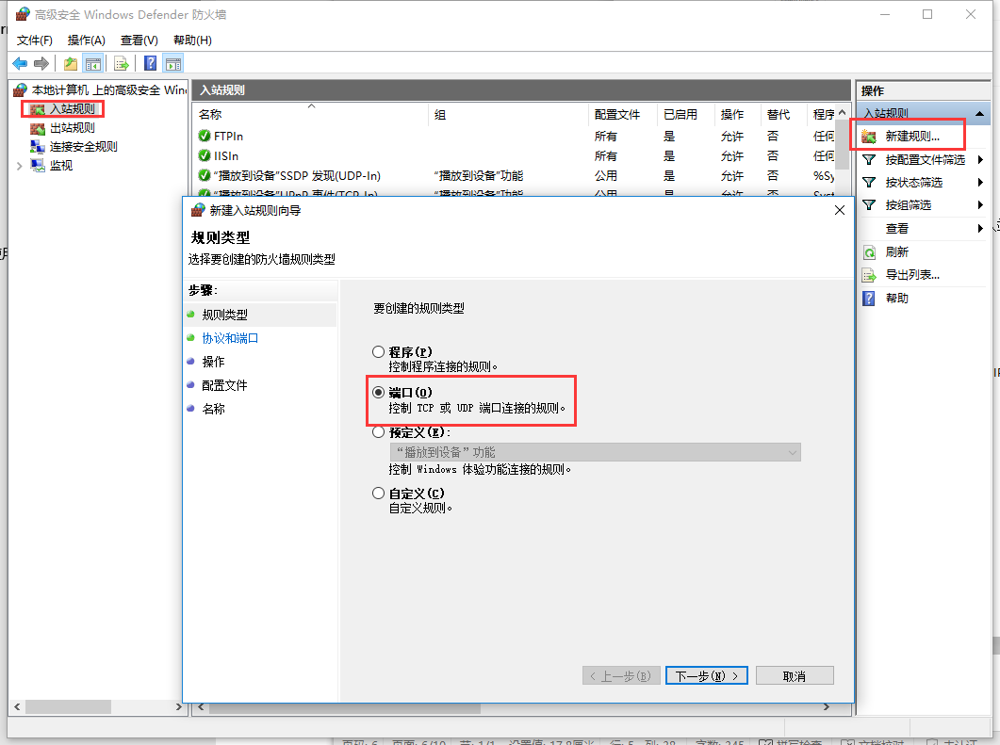 高级安全 Windows Defender 防火墙
文件(F) 操作(A) 查看(V) 帮助(H)
本地计算机 上的高级安全 Win
入站规则
出站规则
连接安全规则
监视
入站规则
名称 组 配置文件 已启用 操作 替代 程序
FTPIn 所有 是 允许 否 任何
IISIn 所有 是 允许 否 任何
“播放到设备”SSDP 发现(UDP-In) “播放到设备”功能 公用 是 允许 否 %Sy
“播放到设备”UPnP 事件(TCP-In) “播放到设备”功能 公用 是 允许 否 Syst
操作
入站规则
新建规则...
按配置文件筛选
按状态筛选
按组筛选
查看
刷新
导出列表...
帮助
新建入站规则向导
规则类型
选择要创建的防火墙规则类型
步骤:
规则类型
协议和端口
操作
配置文件
名称
要创建的规则类型
程序(P)
控制程序连接的规则。
端口(O)
控制 TCP 或 UDP 端口连接的规则。
预定义(E):
“播放到设备”功能
控制 Windows 体验功能连接的规则。
自定义(C)
自定义规则。
< 上一步(B) 下一步(N) > 取消